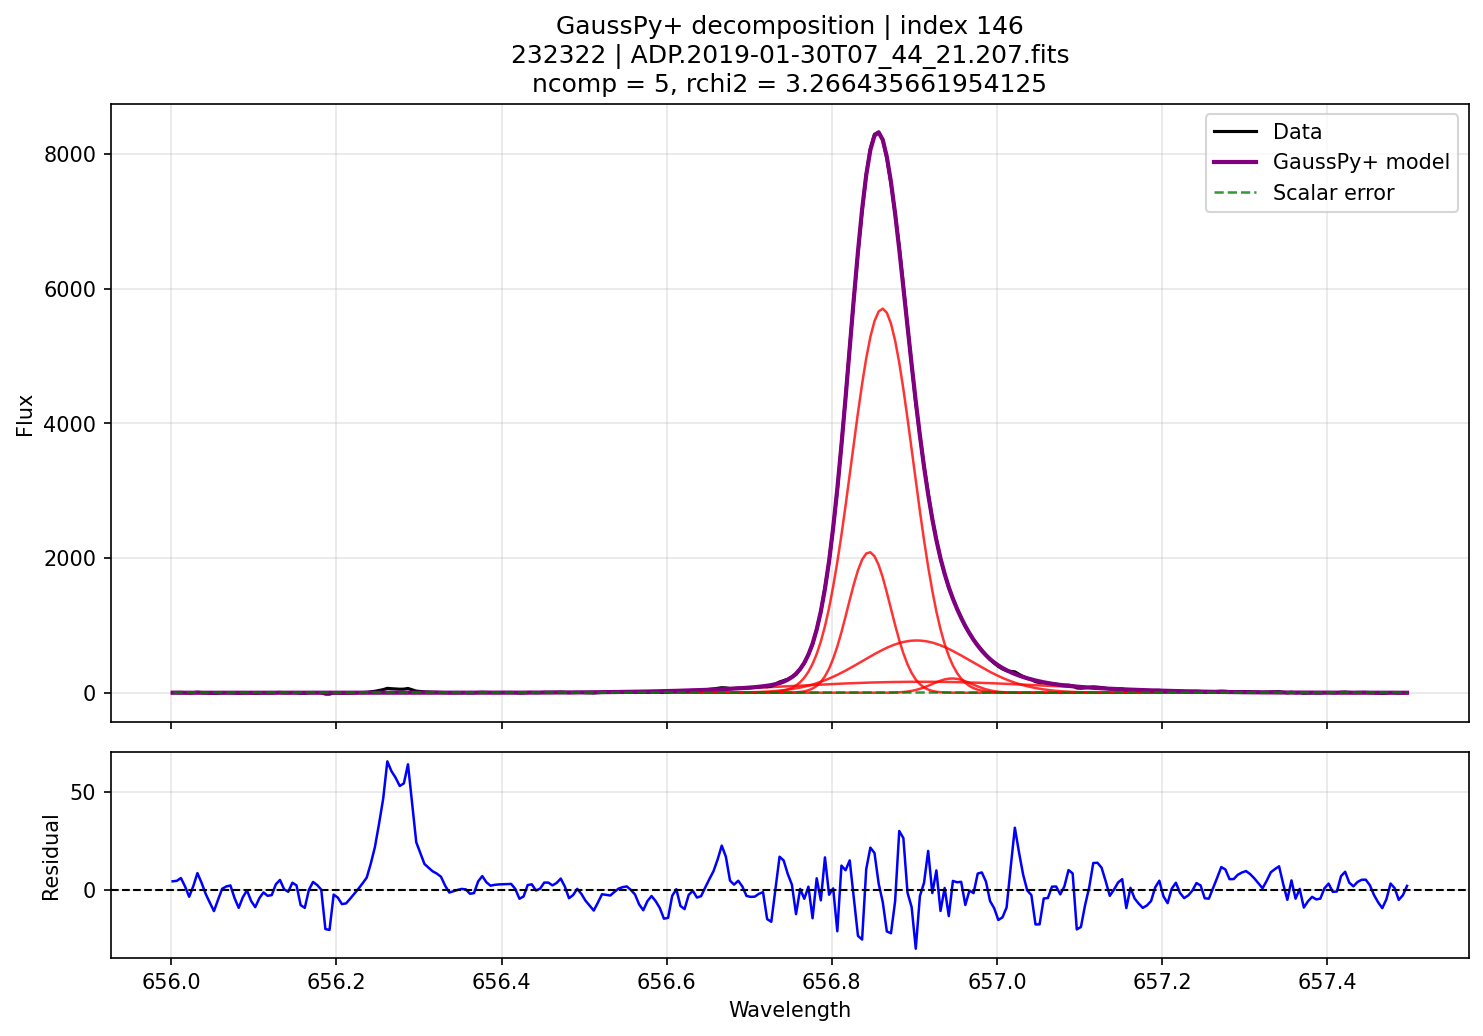 GaussPy+ decomposition | index 146
232322 | ADP.2019-01-30T07_44_21.207.fits
ncomp = 5, rchi2 = 3.266435661954125
Data
GaussPy+ model
Scalar error
8000
6000
4000
2000
0
Flux
50
0
Residual
656.0 656.2 656.4 656.6 656.8 657.0 657.2 657.4
Wavelength